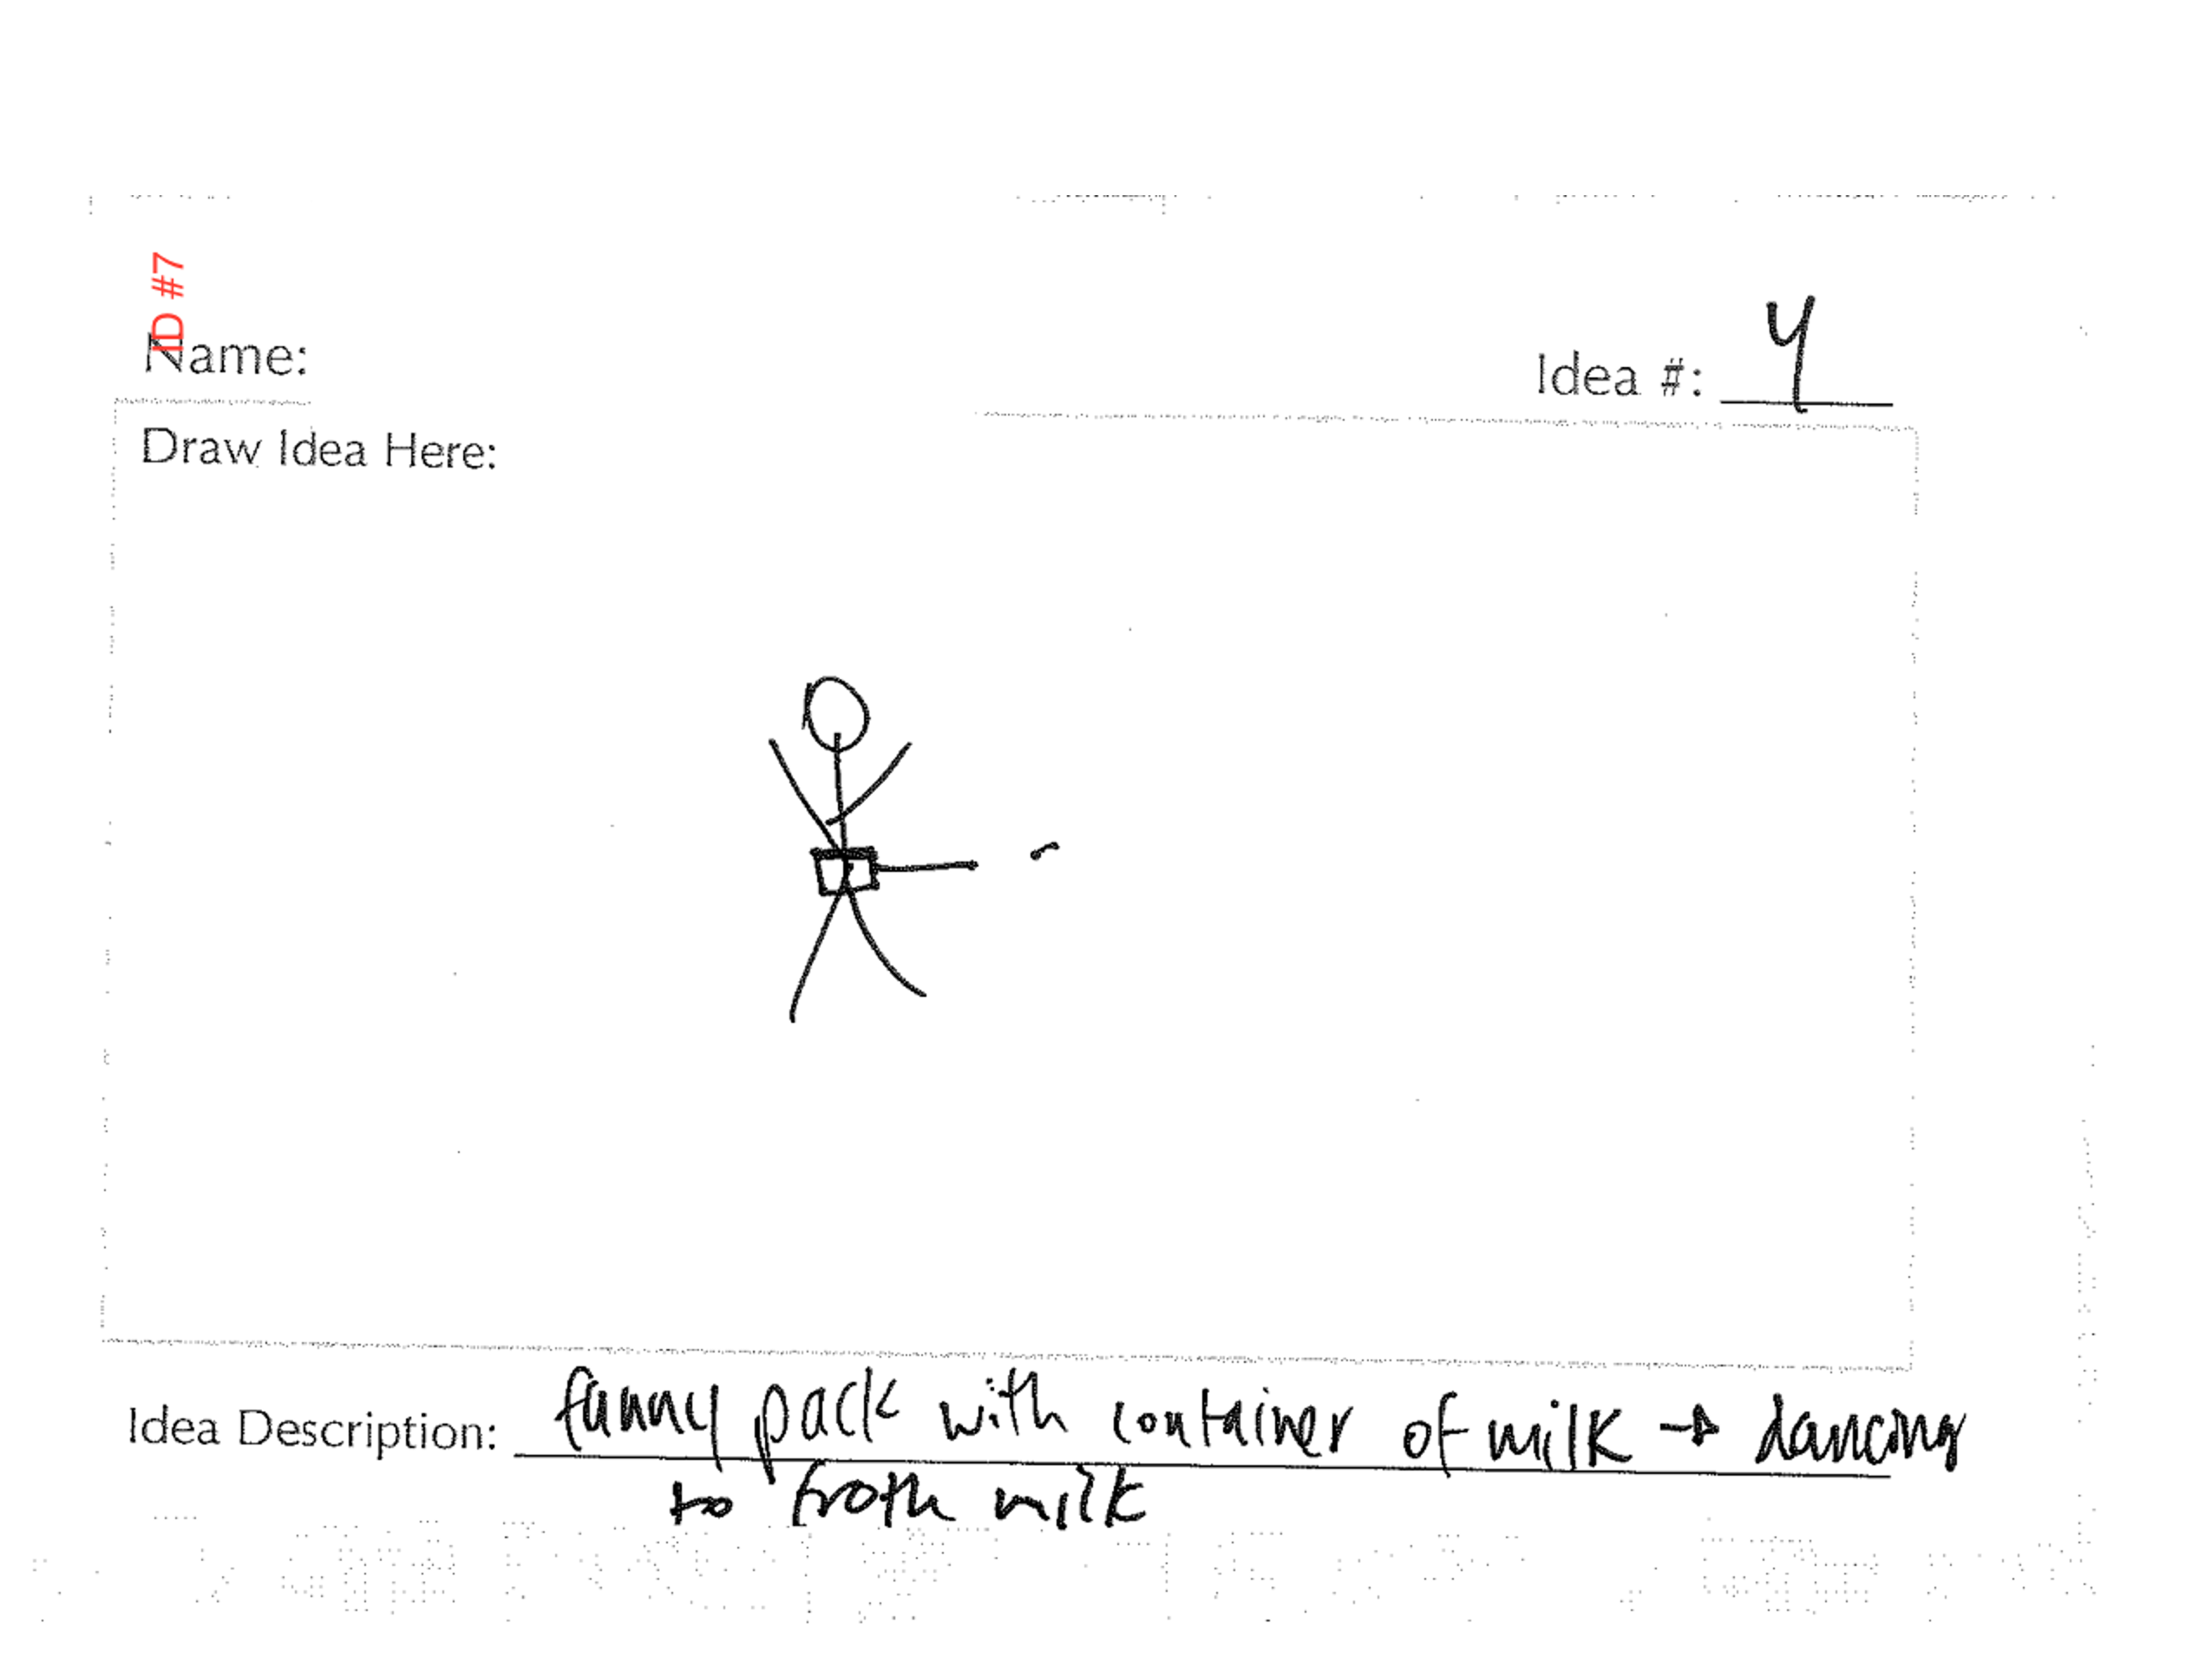 ID #7
Name:
Idea #: 4
Draw Idea Here:
Idea Description: fanny pack with container of milk → dancing
to froth milk